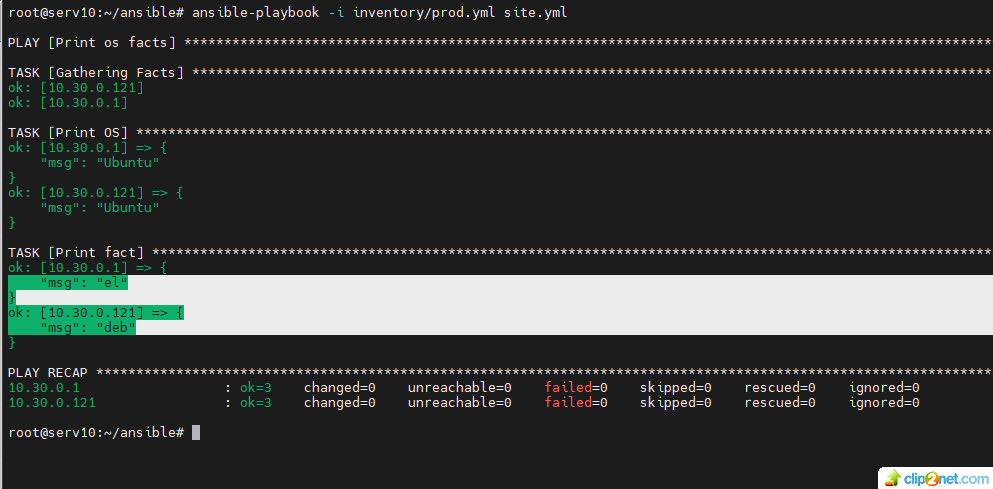 root@serv10:~/ansible# ansible-playbook -i inventory/prod.yml site.yml
PLAY [Print os facts] ****************************************************************************************************
TASK [Gathering Facts] ***************************************************************************************************
ok: [10.30.0.121]
ok: [10.30.0.1]
TASK [Print OS] **********************************************************************************************************
ok: [10.30.0.1] => {
    "msg": "Ubuntu"
}
ok: [10.30.0.121] => {
    "msg": "Ubuntu"
}
TASK [Print fact] ********************************************************************************************************
ok: [10.30.0.1] => {
    "msg": "el"
}
ok: [10.30.0.121] => {
    "msg": "deb"
}
PLAY RECAP ***************************************************************************************************************
10.30.0.1                  : ok=3    changed=0    unreachable=0    failed=0    skipped=0    rescued=0    ignored=0
10.30.0.121                : ok=3    changed=0    unreachable=0    failed=0    skipped=0    rescued=0    ignored=0
root@serv10:~/ansible#
clip2net.com